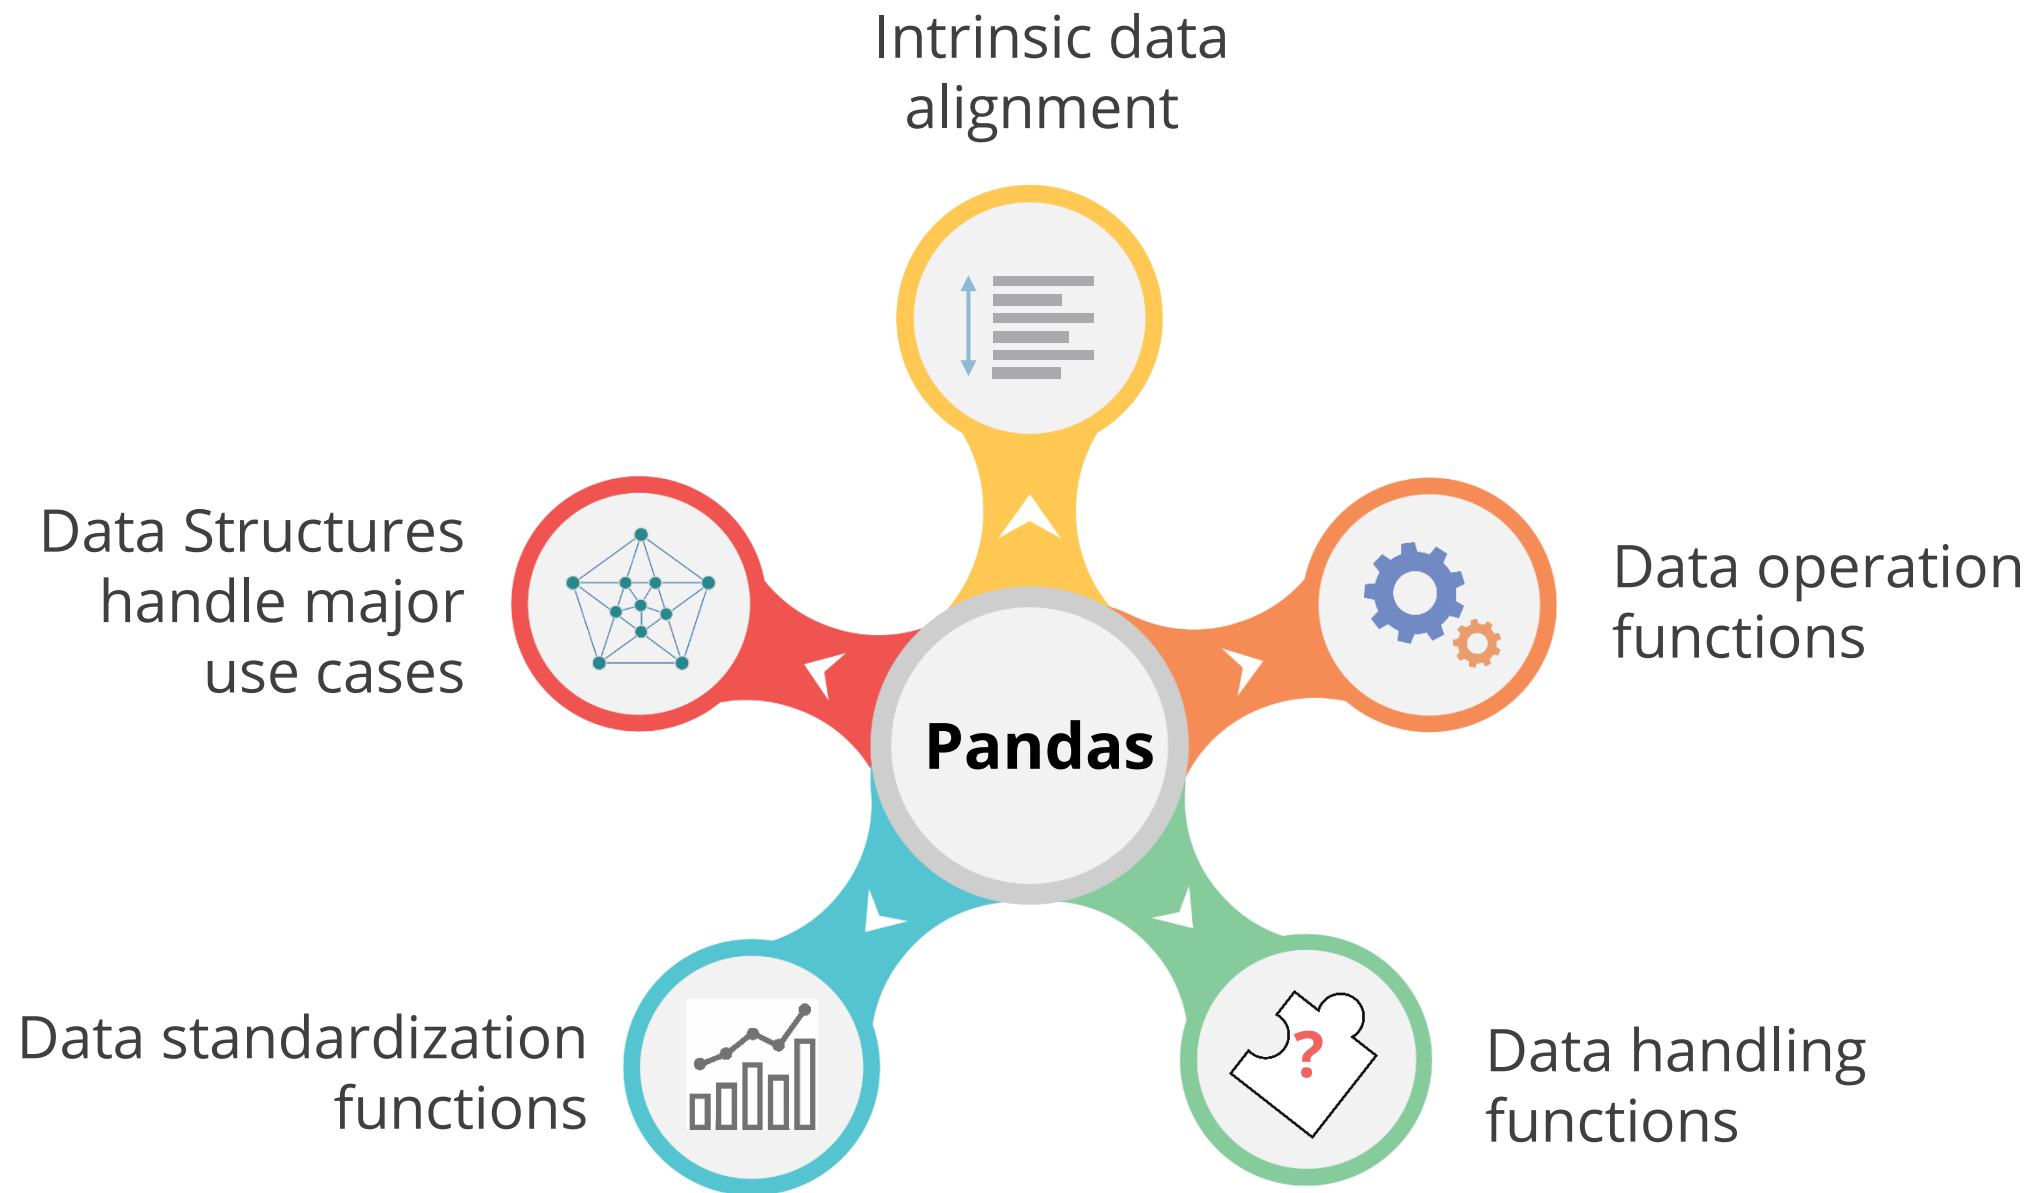 Intrinsic data
alignment
Data Structures
handle major
use cases
Data operation
functions
Pandas
Data standardization
functions
?
Data handling
functions